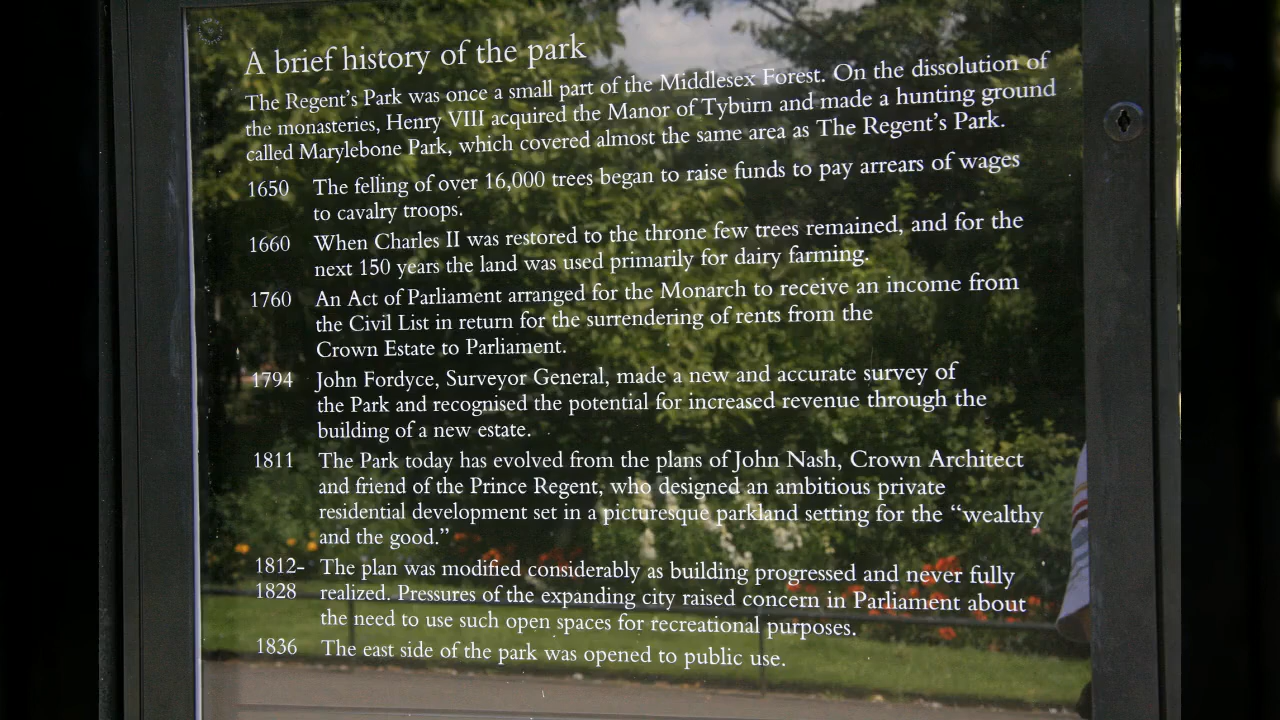 A brief history of the park
The Regent's Park was once a small part of the Middlesex Forest. On the dissolution of
the monasteries, Henry VIII acquired the Manor of Tyburn and made a hunting ground
called Marylebone Park, which covered almost the same area as The Regent's Park.
1650 The felling of over 16,000 trees began to raise funds to pay arrears of wages
to cavalry troops.
1660 When Charles II was restored to the throne few trees remained, and for the
next 150 years the land was used primarily for dairy farming.
1760 An Act of Parliament arranged for the Monarch to receive an income from
the Civil List in return for the surrendering of rents from the
Crown Estate to Parliament.
1794 John Fordyce, Surveyor General, made a new and accurate survey of
the Park and recognised the potential for increased revenue through the
building of a new estate.
1811 The Park today has evolved from the plans of John Nash, Crown Architect
and friend of the Prince Regent, who designed an ambitious private
residential development set in a picturesque parkland setting for the “wealthy
and the good.”
1812- The plan was modified considerably as building progressed and never fully
1828 realized. Pressures of the expanding city raised concern in Parliament about
the need to use such open spaces for recreational purposes.
1836 The east side of the park was opened to public use.